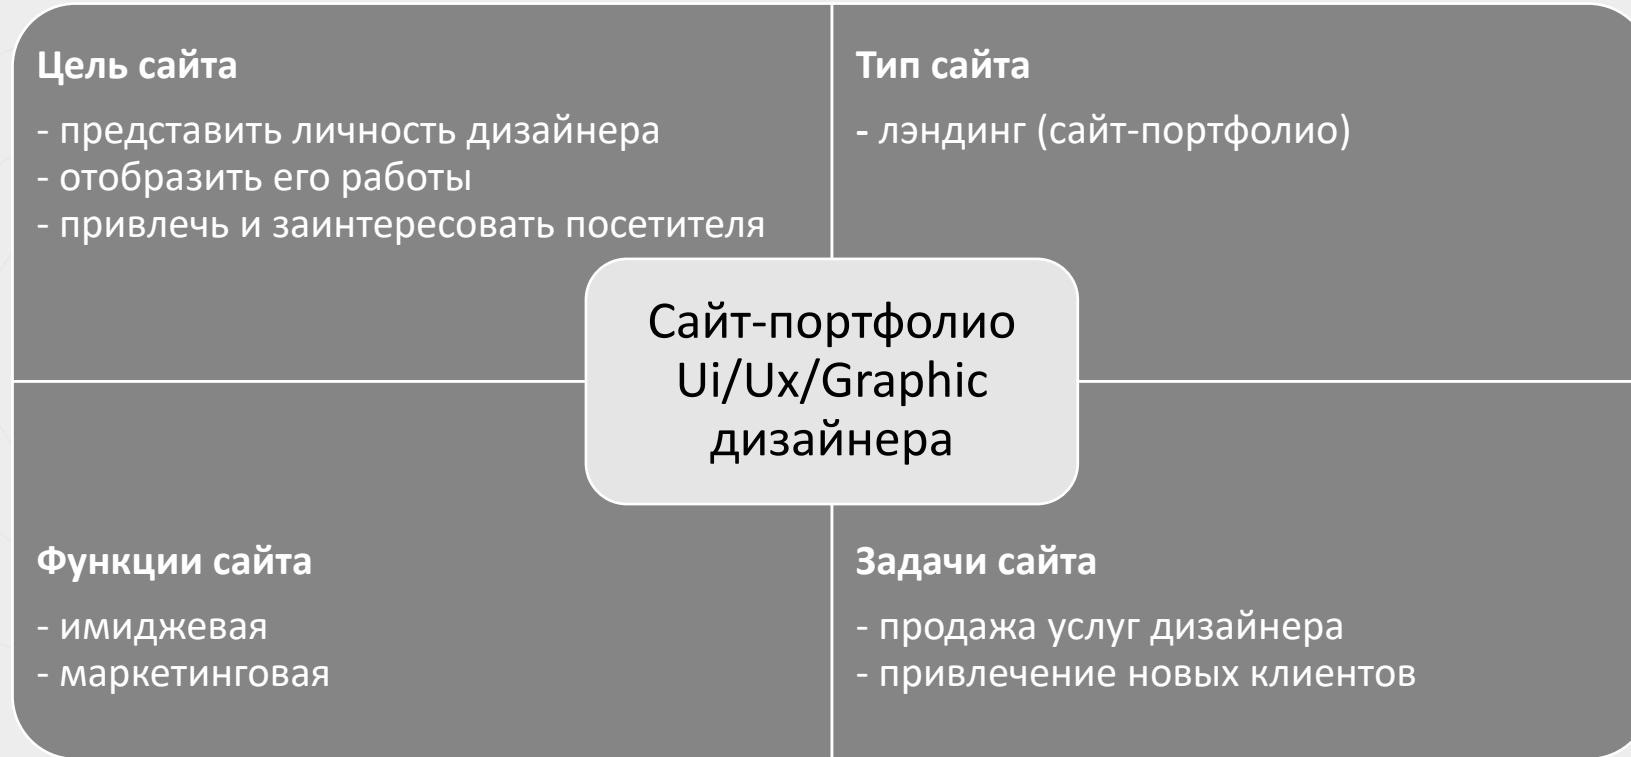 Цель сайта
- представить личность дизайнера
- отобразить его работы
- привлечь и заинтересовать посетителя
Тип сайта
- лэндинг (сайт-портфолио)
Сайт-портфолио
Ui/Ux/Graphic
дизайнера
Функции сайта
- имиджевая
- маркетинговая
Задачи сайта
- продажа услуг дизайнера
- привлечение новых клиентов